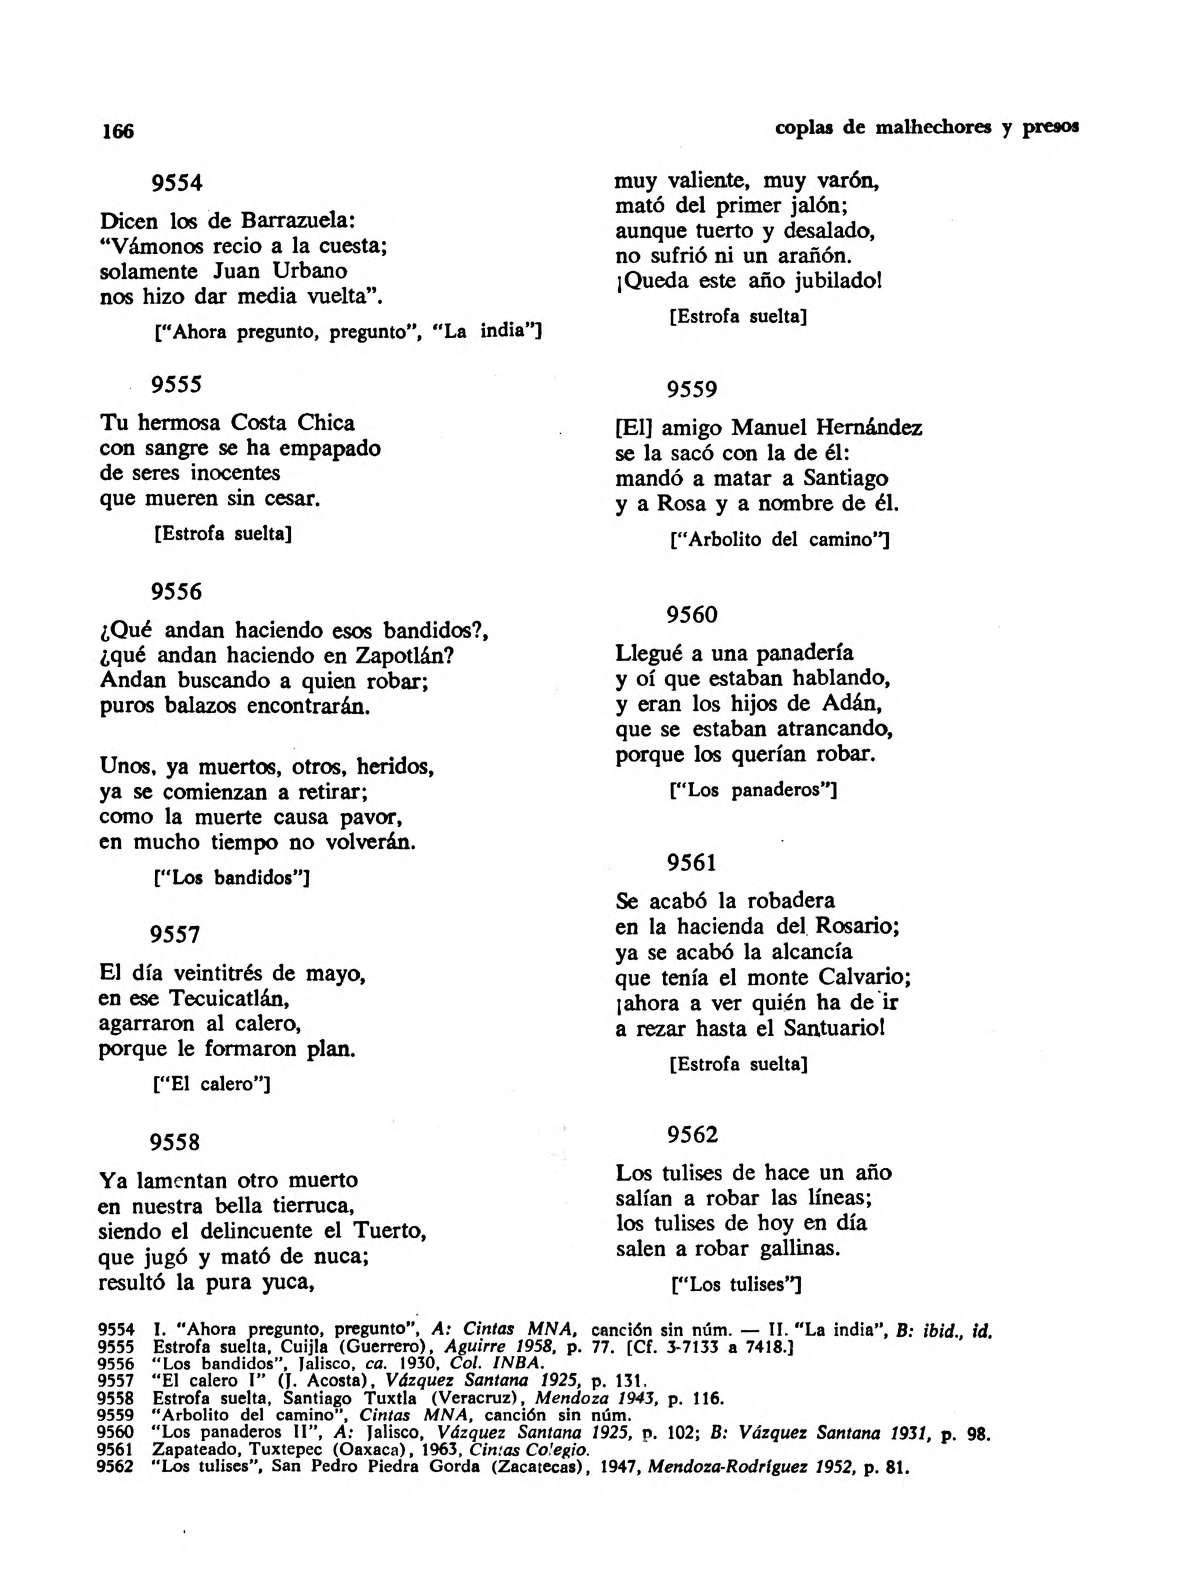 166
coplas de malhechores y presos
9554
Dicen los de Barrazuela:
“Vámonos recio a la cuesta;
solamente Juan Urbano
nos hizo dar media vuelta”.
[“Ahora pregunto, pregunto”, “La india”]
9555
Tu hermosa Costa Chica
con sangre se ha empapado
de seres inocentes
que mueren sin cesar.
[Estrofa suelta]
9556
¿Qué andan haciendo esos bandidos?,
¿qué andan haciendo en Zapotlán?
Andan buscando a quien robar;
puros balazos encontrarán.
Unos, ya muertos, otros, heridos,
ya se comienzan a retirar;
como la muerte causa pavor,
en mucho tiempo no volverán.
[“Los bandidos”]
9557
El día veintitrés de mayo,
en ese Tecuicatlán,
agarraron al calero,
porque le formaron plan.
[“El calero”]
9558
Ya lamentan otro muerto
en nuestra bella tierruca,
siendo el delincuente el Tuerto,
que jugó y mató de nuca;
resultó la pura yuca,
muy valiente, muy varón,
mató del primer jalón;
aunque tuerto y desalado,
no sufrió ni un arañón.
¡Queda este año jubilado!
[Estrofa suelta]
9559
[El] amigo Manuel Hernández
se la sacó con la de él:
mandó a matar a Santiago
y a Rosa y a nombre de él.
[“Arbolito del camino”]
9560
Llegué a una panadería
y oí que estaban hablando,
y eran los hijos de Adán,
que se estaban atrancando,
porque los querían robar.
[“Los panaderos”]
9561
Se acabó la robadera
en la hacienda del Rosario;
ya se acabó la alcancía
que tenía el monte Calvario;
¡ahora a ver quién ha de ir
a rezar hasta el Santuario!
[Estrofa suelta]
9562
Los tulises de hace un año
salían a robar las líneas;
los tulises de hoy en día
salen a robar gallinas.
[“Los tulises”]
9554 I. “Ahora pregunto, pregunto”, A: Cintas MNA, canción sin núm. — II. “La india”, B: ibid., id.
9555 Estrofa suelta, Cuijla (Guerrero), Aguirre 1958, p. 77. [Cf. 3-7133 a 7418.]
9556 “Los bandidos”, Jalisco, ca. 1930, Col. INBA.
9557 “El calero I” (J. Acosta), Vázquez Santana 1925, p. 131.
9558 Estrofa suelta, Santiago Tuxtla (Veracruz), Mendoza 1943, p. 116.
9559 “Arbolito del camino”, Cintas MNA, canción sin núm.
9560 “Los panaderos II”, A: Jalisco, Vázquez Santana 1925, p. 102; B: Vázquez Santana 1931, p. 98.
9561 Zapateado, Tuxtepec (Oaxaca), 1963, Cintas Colegio.
9562 “Los tulises”, San Pedro Piedra Gorda (Zacatecas), 1947, Mendoza-Rodríguez 1952, p. 81.